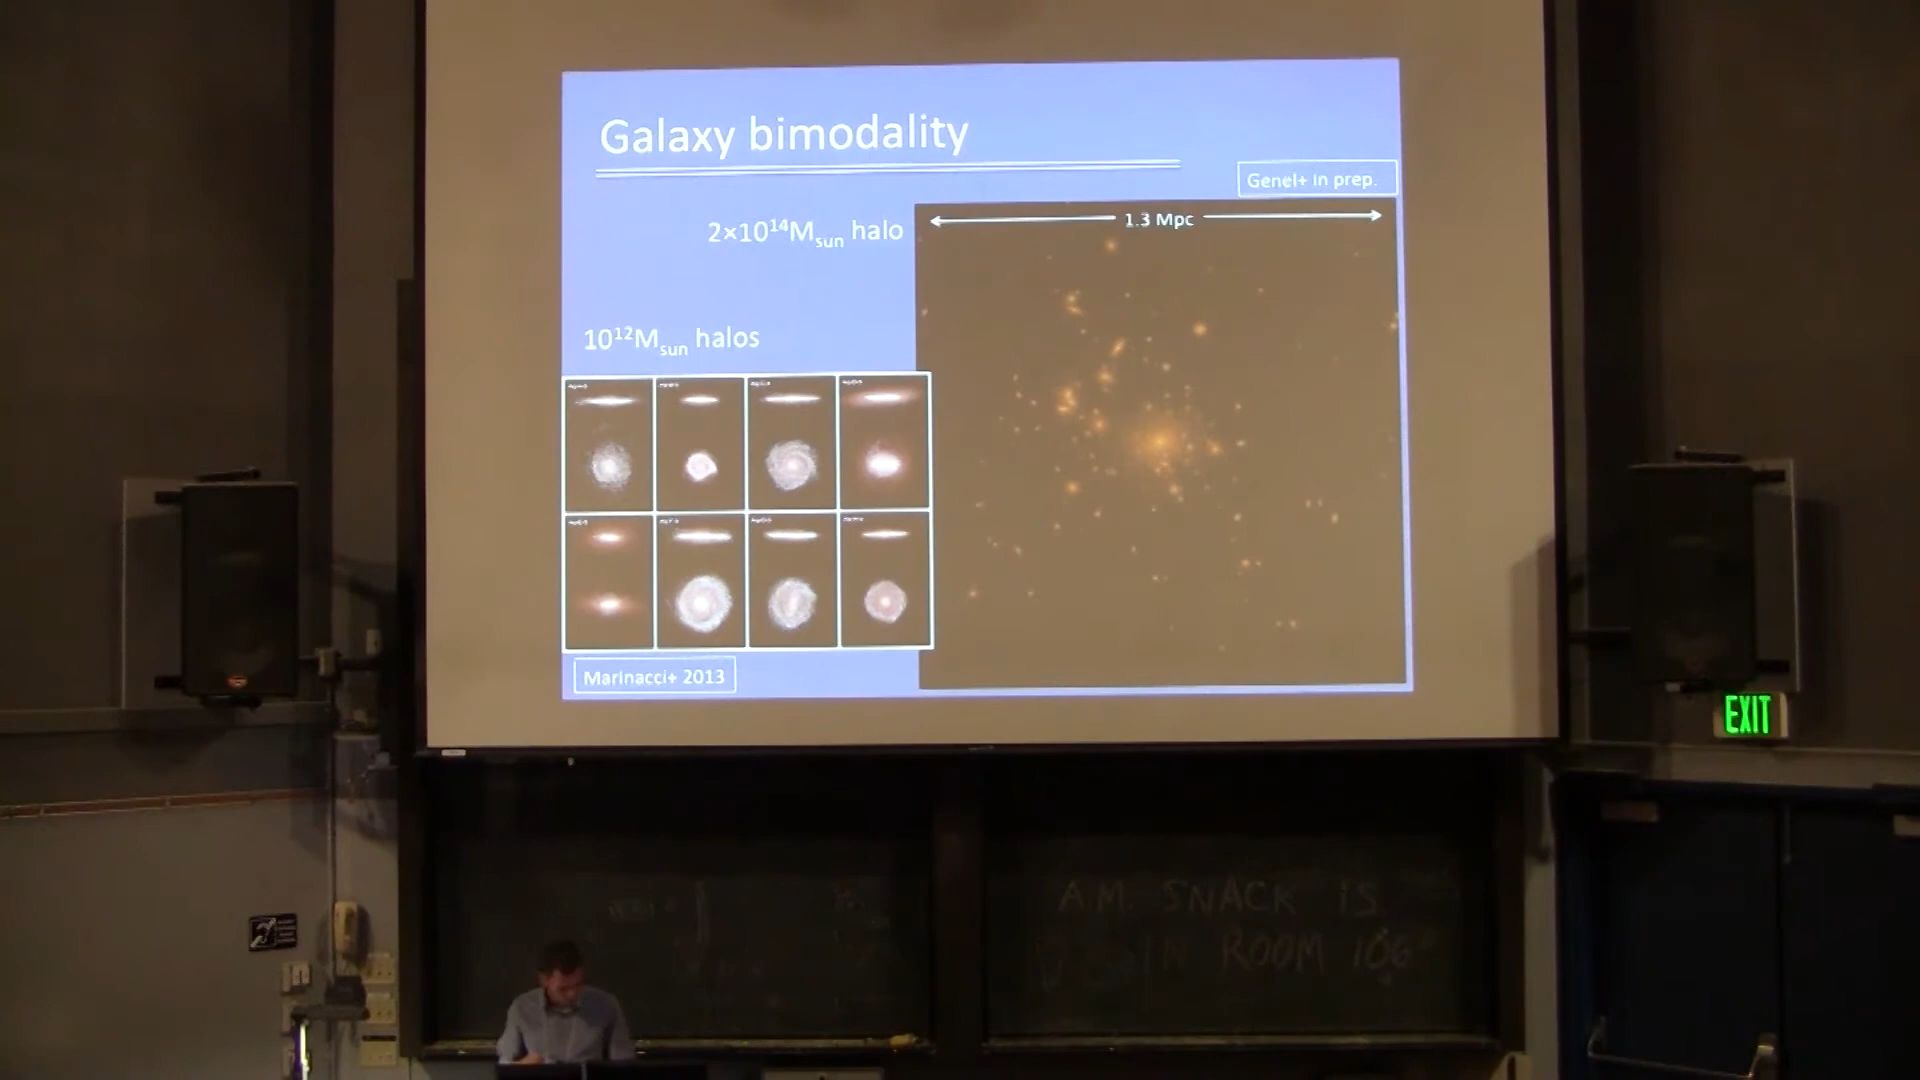 Galaxy bimodality
Genel+ in prep.
2×10¹⁴M_sun halo
1.3 Mpc
10¹²M_sun halos
Marinacci+ 2013
EXIT
A.M. SNACK IS
IN ROOM 106